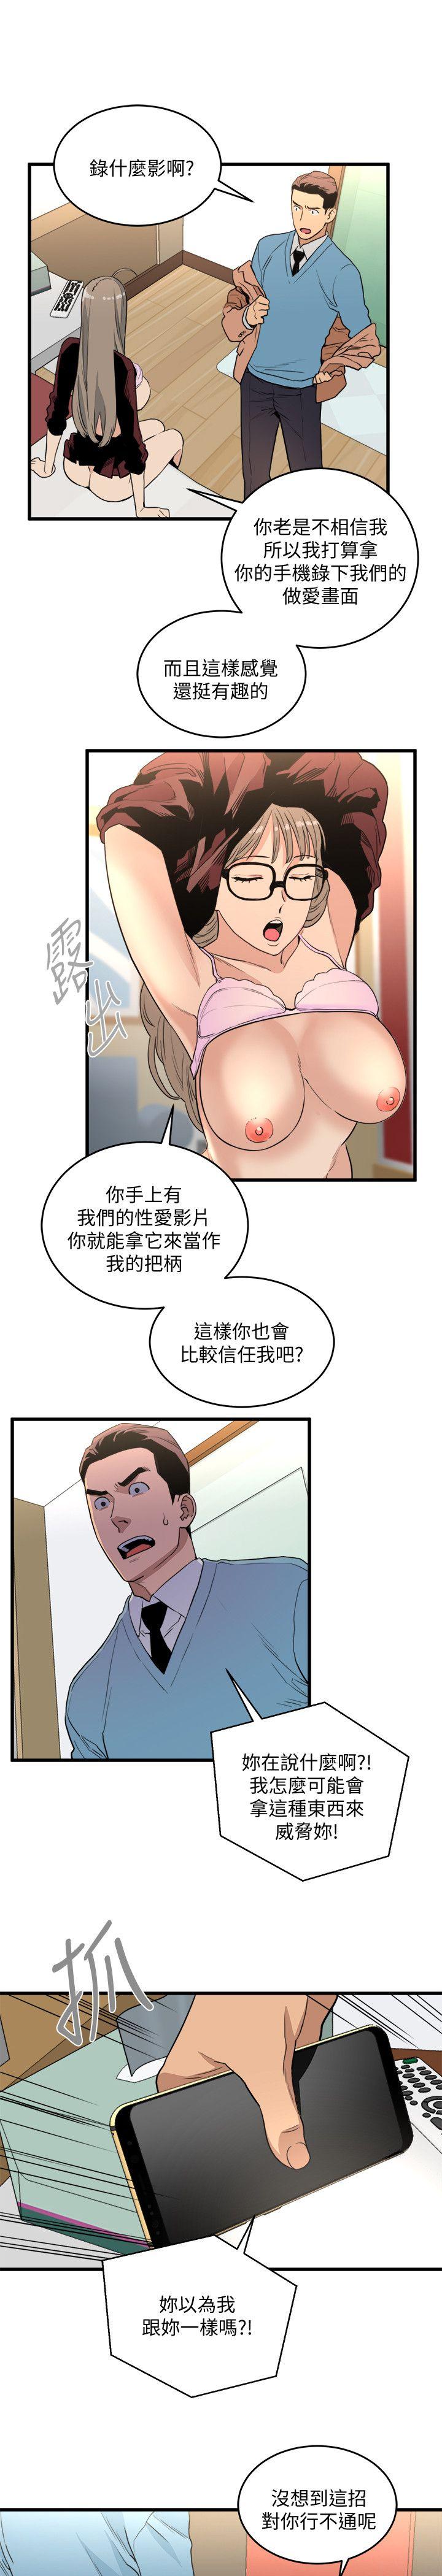 錄什麼影啊?
你老是不相信我
所以我打算拿
你的手機錄下我們的
做愛畫面
而且這樣感覺
還挺有趣的
露出
你手上有
我們的性愛影片
你就能拿它來當作
我的把柄
這樣你也會
比較信任我吧?
妳在說什麼啊?!
我怎麼可能會
拿這種東西來
威脅妳!
抓
妳以為我
跟妳一樣嗎?!
沒想到這招
對你行不通呢